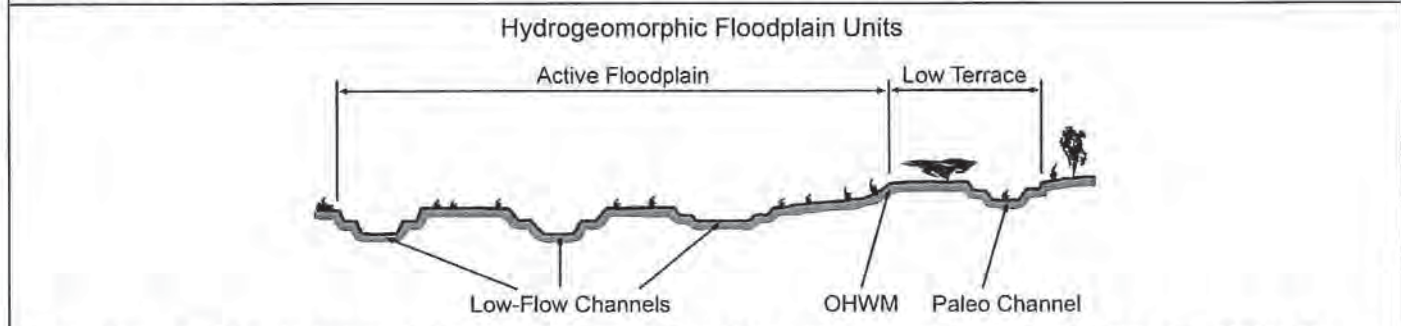 Hydrogeomorphic Floodplain Units
Active Floodplain
Low Terrace
Low-Flow Channels
OHWM
Paleo Channel